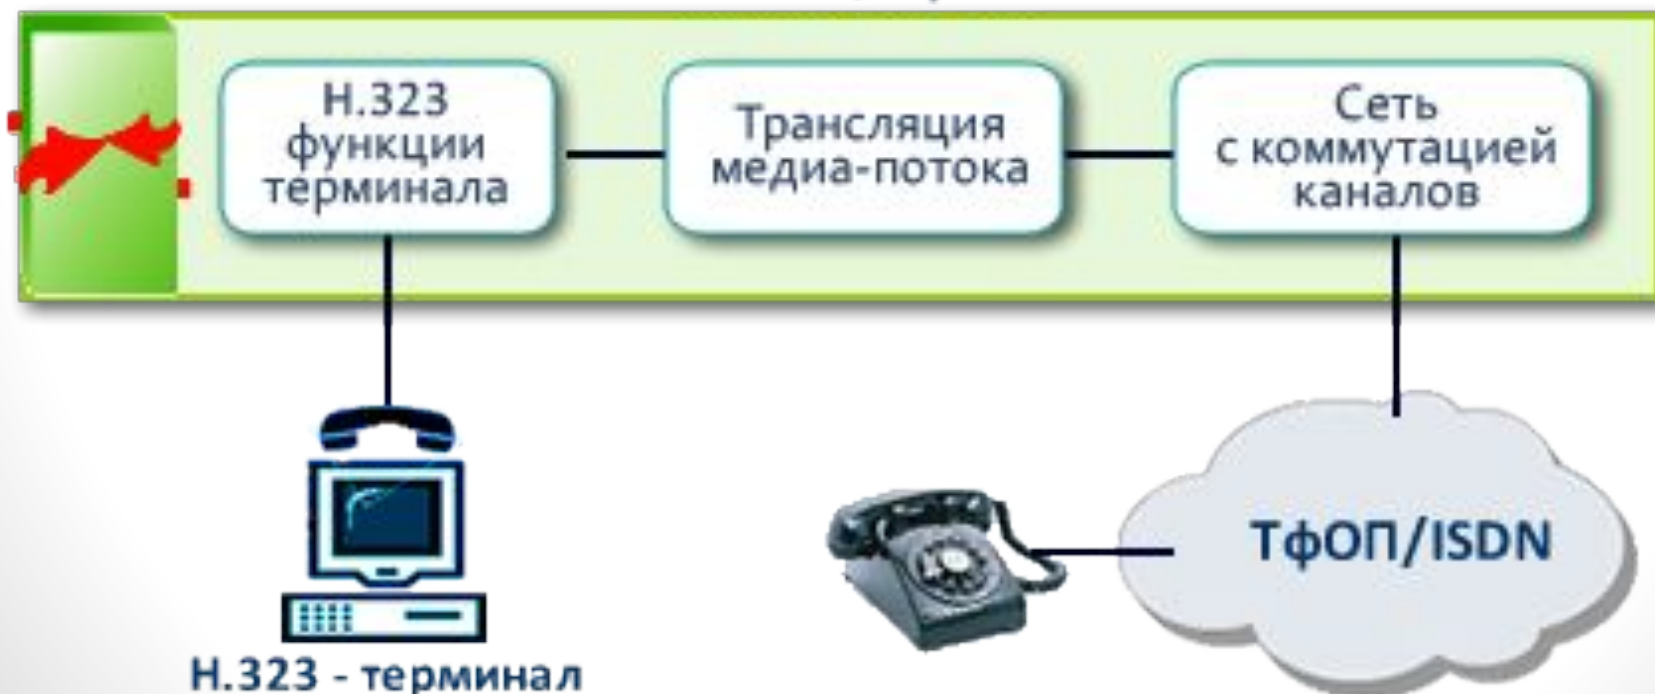 Н.323
функции
терминала
Трансляция
медиа-потока
Сеть
с коммутацией
каналов
ТфОП/ISDN
Н.323 - терминал